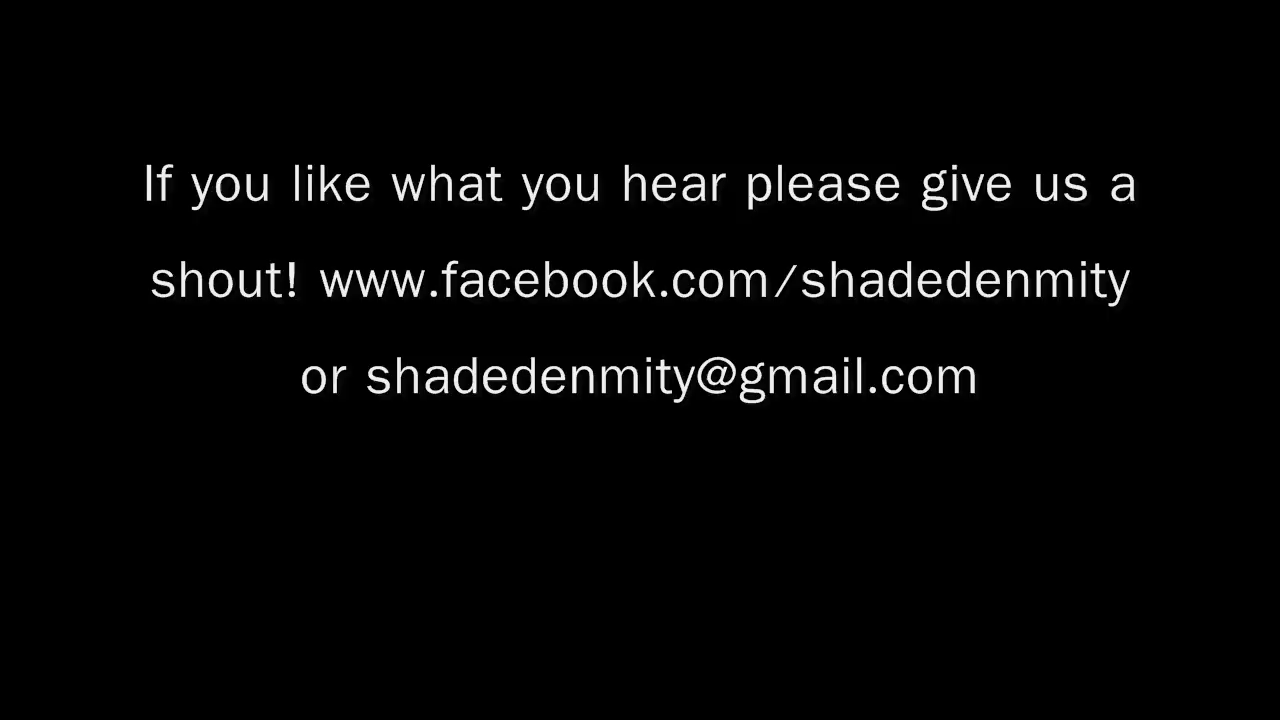 If you like what you hear please give us a
shout! www.facebook.com/shadedenmity
or shadedenmity@gmail.com